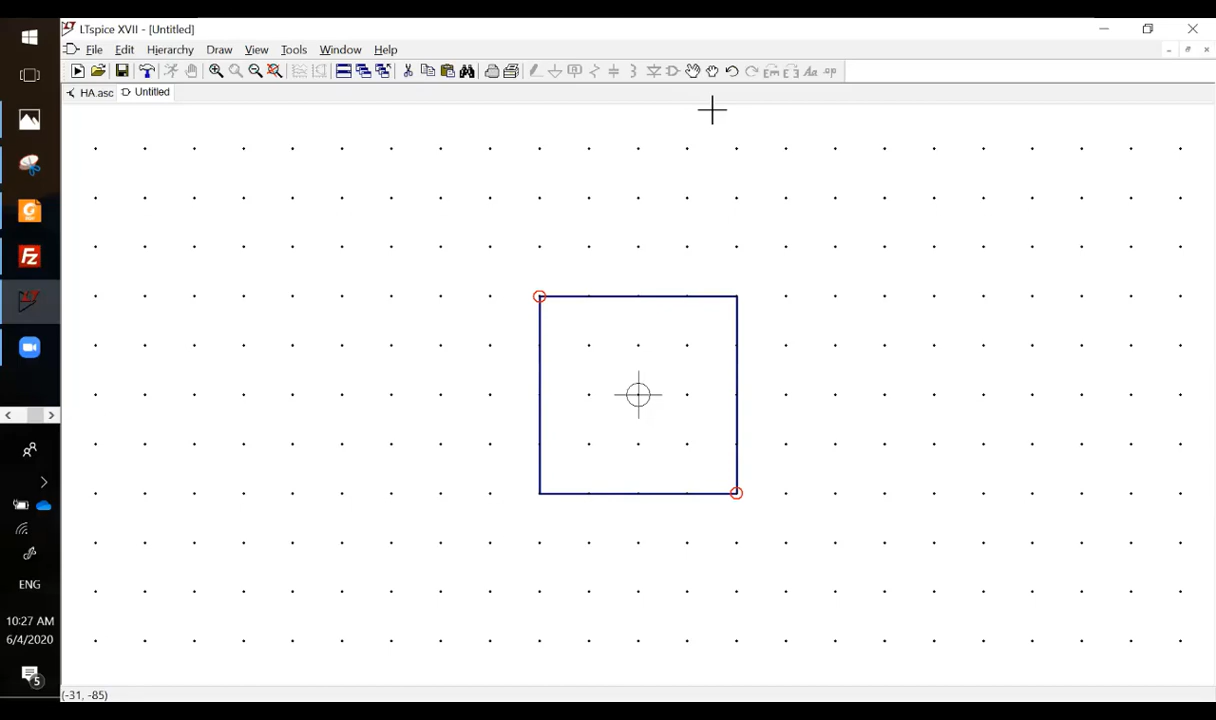 LTspice XVII - [Untitled]
File Edit Hierarchy Draw View Tools Window Help
HA.asc Untitled
ENG
10:27 AM
6/4/2020
5
(-31, -85)